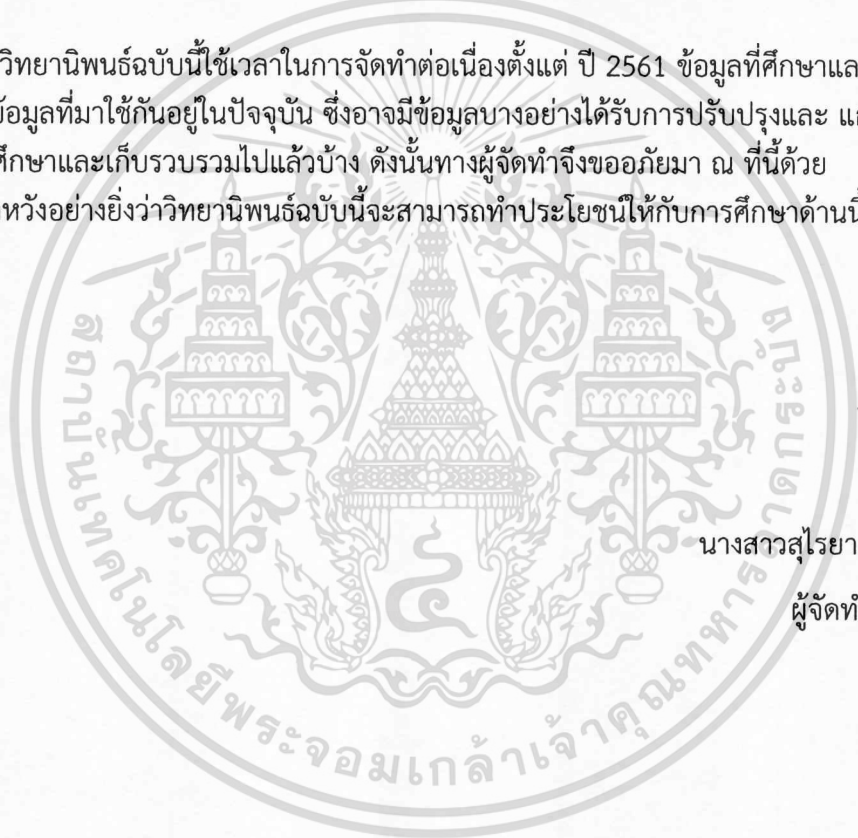 วิทยานิพนธ์ฉบับนี้ใช้เวลาในการจัดทำต่อเนื่องตั้งแต่ ปี 2561 ข้อมูลที่ศึกษาและ
ข้อมูลที่มาใช้กันอยู่ในปัจจุบัน ซึ่งอาจมีข้อมูลบางอย่างได้รับการปรับปรุงและ
ศึกษาและเก็บรวบรวมไปแล้วบ้าง ดังนั้นทางผู้จัดทำจึงขออภัยมา ณ ที่นี้ด้วย
หวังอย่างยิ่งว่าวิทยานิพนธ์ฉบับนี้จะสามารถทำประโยชน์ให้กับการศึกษาด้านนี้
นางสาวสุไรยา
ผู้จัดทำ
สถาบันเทคโนโลยีพระจอมเกล้าเจ้าคุณทหารลาดกระบัง